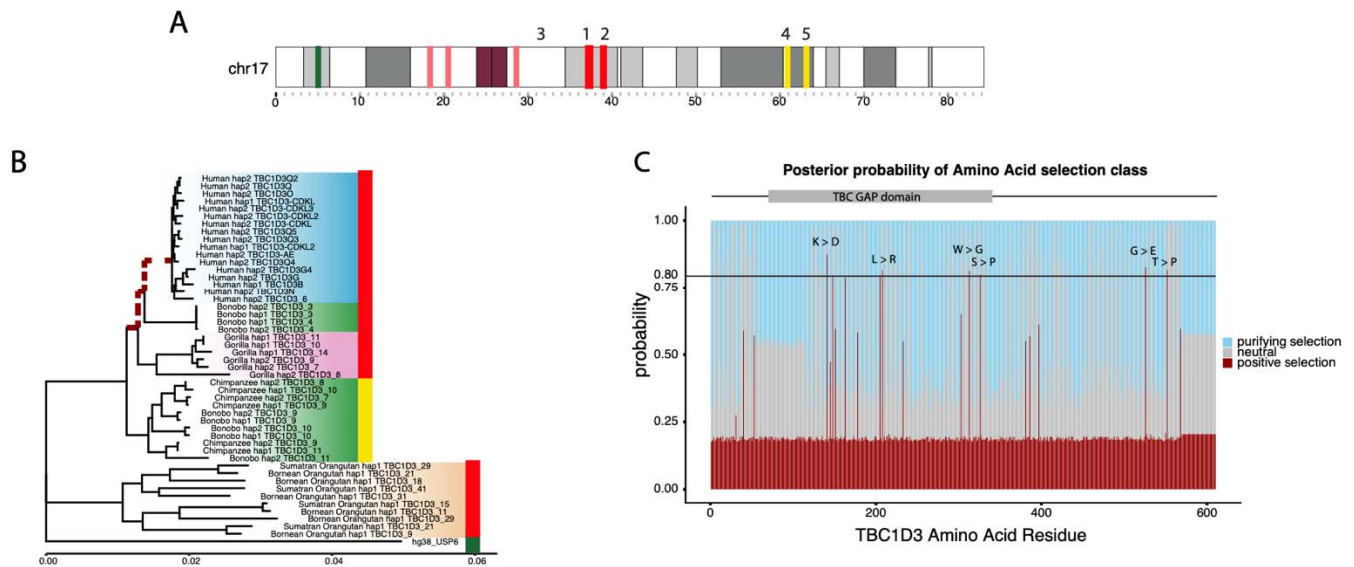 A
3 1 2 4 5
chr17
0 10 20 30 40 50 60 70 80
B
Human hap2 TBC1D3Q2
Human hap2 TBC1D3Q
Human hap2 TBC1D3O
Human hap1 TBC1D3-CDKL
Human hap2 TBC1D3-CDKL3
Human hap2 TBC1D3-CDKL2
Human hap2 TBC1D3-CDKL
Human hap2 TBC1D3Q5
Human hap2 TBC1D3Q3
Human hap1 TBC1D3-CDKL2
Human hap2 TBC1D3-AE
Human hap2 TBC1D3Q4
Human hap2 TBC1D3G4
Human hap2 TBC1D3G
Human hap1 TBC1D3B
Human hap2 TBC1D3N
Human hap2 TBC1D3_6
Bonobo hap2 TBC1D3_3
Bonobo hap1 TBC1D3_3
Bonobo hap1 TBC1D3_4
Bonobo hap2 TBC1D3_4
Gorilla hap1 TBC1D3_11
Gorilla hap1 TBC1D3_10
Gorilla hap1 TBC1D3_14
Gorilla hap2 TBC1D3_9
Gorilla hap2 TBC1D3_7
Gorilla hap2 TBC1D3_8
Chimpanzee hap2 TBC1D3_8
Chimpanzee hap1 TBC1D3_10
Chimpanzee hap2 TBC1D3_7
Chimpanzee hap1 TBC1D3_9
Bonobo hap2 TBC1D3_9
Bonobo hap1 TBC1D3_9
Bonobo hap2 TBC1D3_10
Bonobo hap1 TBC1D3_10
Chimpanzee hap2 TBC1D3_9
Chimpanzee hap1 TBC1D3_11
Bonobo hap2 TBC1D3_11
Sumatran Orangutan hap1 TBC1D3_29
Bornean Orangutan hap1 TBC1D3_21
Bornean Orangutan hap1 TBC1D3_18
Sumatran Orangutan hap1 TBC1D3_41
Bornean Orangutan hap1 TBC1D3_31
Sumatran Orangutan hap1 TBC1D3_15
Bornean Orangutan hap1 TBC1D3_11
Bornean Orangutan hap1 TBC1D3_29
Sumatran Orangutan hap1 TBC1D3_21
Bornean Orangutan hap1 TBC1D3_9
hg38_USP6
0.00 0.02 0.04 0.06
C
Posterior probability of Amino Acid selection class
TBC GAP domain
1.00
K > D
W > G
G > E
L > R
S > P
T > P
0.80
0.75
0.50
0.25
0.00
probability
purifying selection
neutral
positive selection
0 200 400 600
TBC1D3 Amino Acid Residue